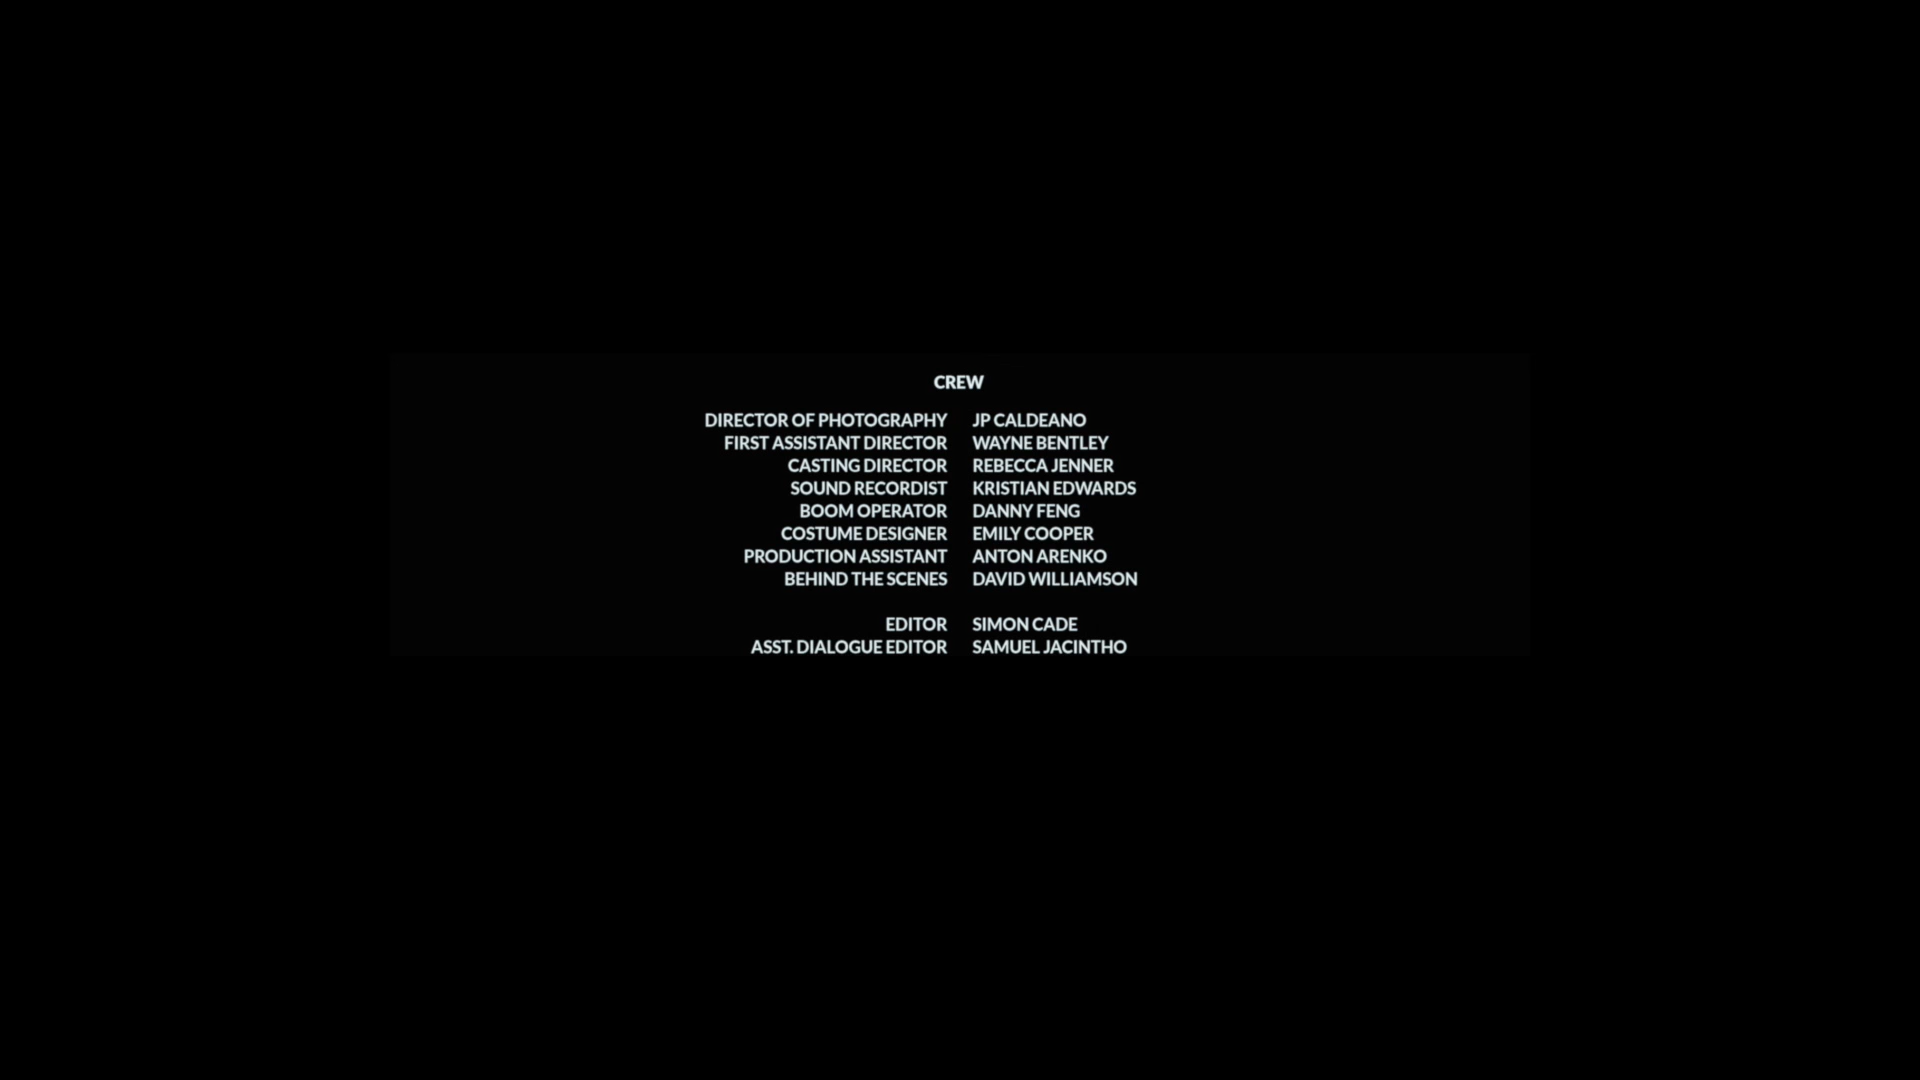 CREW
DIRECTOR OF PHOTOGRAPHY JP CALDEANO
FIRST ASSISTANT DIRECTOR WAYNE BENTLEY
CASTING DIRECTOR REBECCA JENNER
SOUND RECORDIST KRISTIAN EDWARDS
BOOM OPERATOR DANNY FENG
COSTUME DESIGNER EMILY COOPER
PRODUCTION ASSISTANT ANTON ARENKO
BEHIND THE SCENES DAVID WILLIAMSON
EDITOR SIMON CADE
ASST. DIALOGUE EDITOR SAMUEL JACINTHO